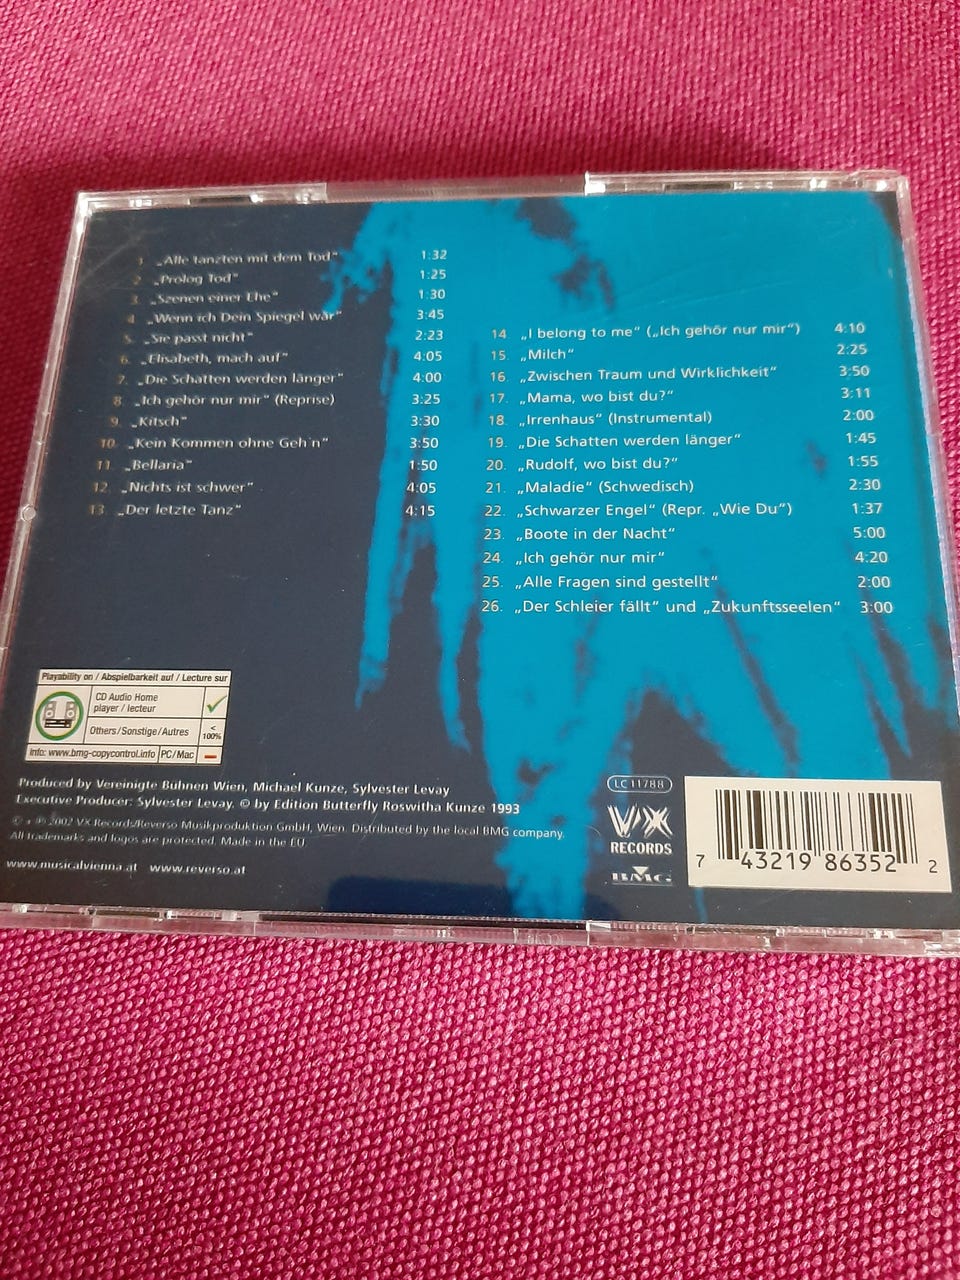 1. „Alle tanzten mit dem Tod“ 1:32
2. „Prolog Tod“ 1:25
3. „Szenen einer Ehe“ 1:30
4. „Wenn ich Dein Spiegel wär“ 3:45
5. „Sie passt nicht“ 2:23
6. „Elisabeth, mach auf“ 4:05
7. „Die Schatten werden länger“ 4:00
8. „Ich gehör nur mir“ (Reprise) 3:25
9. „Kitsch“ 3:30
10. „Kein Kommen ohne Geh`n“ 3:50
11. „Bellaria“ 1:50
12. „Nichts ist schwer“ 4:05
13. „Der letzte Tanz“ 4:15
14. „I belong to me“ („Ich gehör nur mir“) 4:10
15. „Milch“ 2:25
16. „Zwischen Traum und Wirklichkeit“ 3:50
17. „Mama, wo bist du?“ 3:11
18. „Irrenhaus“ (Instrumental) 2:00
19. „Die Schatten werden länger“ 1:45
20. „Rudolf, wo bist du?“ 1:55
21. „Maladie“ (Schwedisch) 2:30
22. „Schwarzer Engel“ (Repr. „Wie Du“) 1:37
23. „Boote in der Nacht“ 5:00
24. „Ich gehör nur mir“ 4:20
25. „Alle Fragen sind gestellt“ 2:00
26. „Der Schleier fällt“ und „Zukunftsseelen“ 3:00
Playability on / Abspielbarkeit auf / Lecture sur
CD Audio Home
player / lecteur
Others/Sonstige/Autres < 100%
Info: www.bmg-copycontrol.info PC/Mac
Produced by Vereinigte Bühnen Wien, Michael Kunze, Sylvester Levay
Executive Producer: Sylvester Levay. © by Edition Butterfly Roswitha Kunze 1993
© + ℗ 2002 VX Records/Reverso Musikproduktion GmbH, Wien. Distributed by the local BMG company.
All trademarks and logos are protected. Made in the EU
www.musicalvienna.at www.reverso.at
LC 11788
VX
RECORDS
BMG
7 43219 86352 2